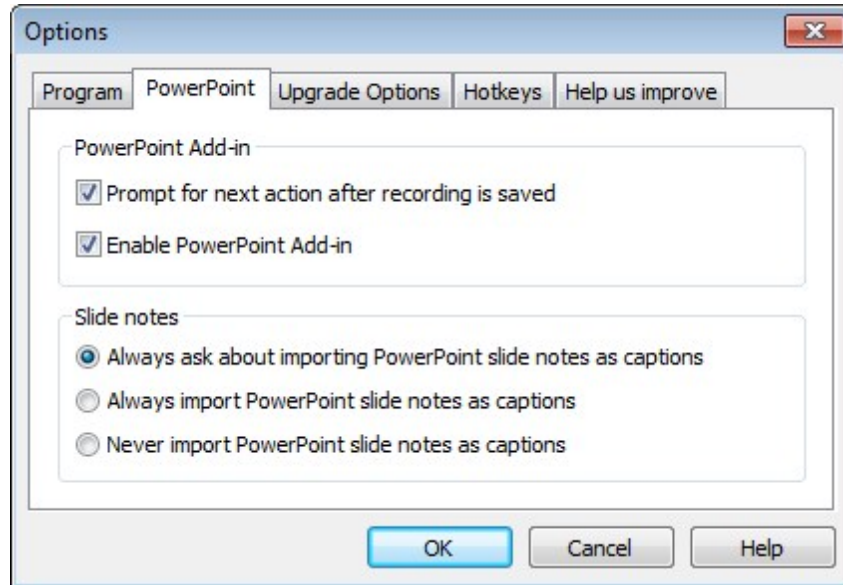 Options
Program PowerPoint Upgrade Options Hotkeys Help us improve
PowerPoint Add-in
Prompt for next action after recording is saved
Enable PowerPoint Add-in
Slide notes
Always ask about importing PowerPoint slide notes as captions
Always import PowerPoint slide notes as captions
Never import PowerPoint slide notes as captions
OK Cancel Help